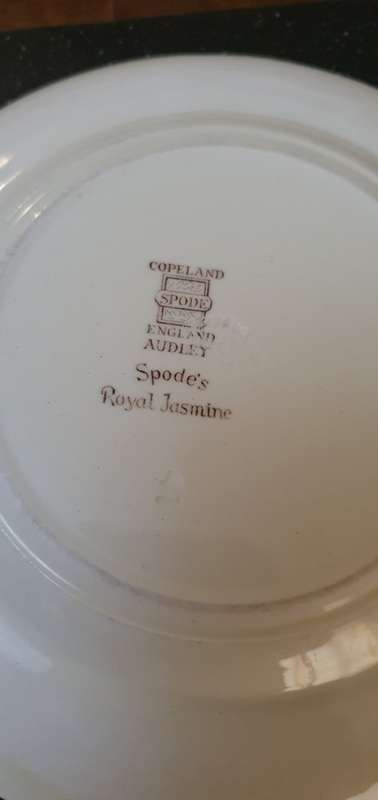 COPELAND
SPODE
ENGLAND
AUDLEY
Spode's
Royal Jasmine